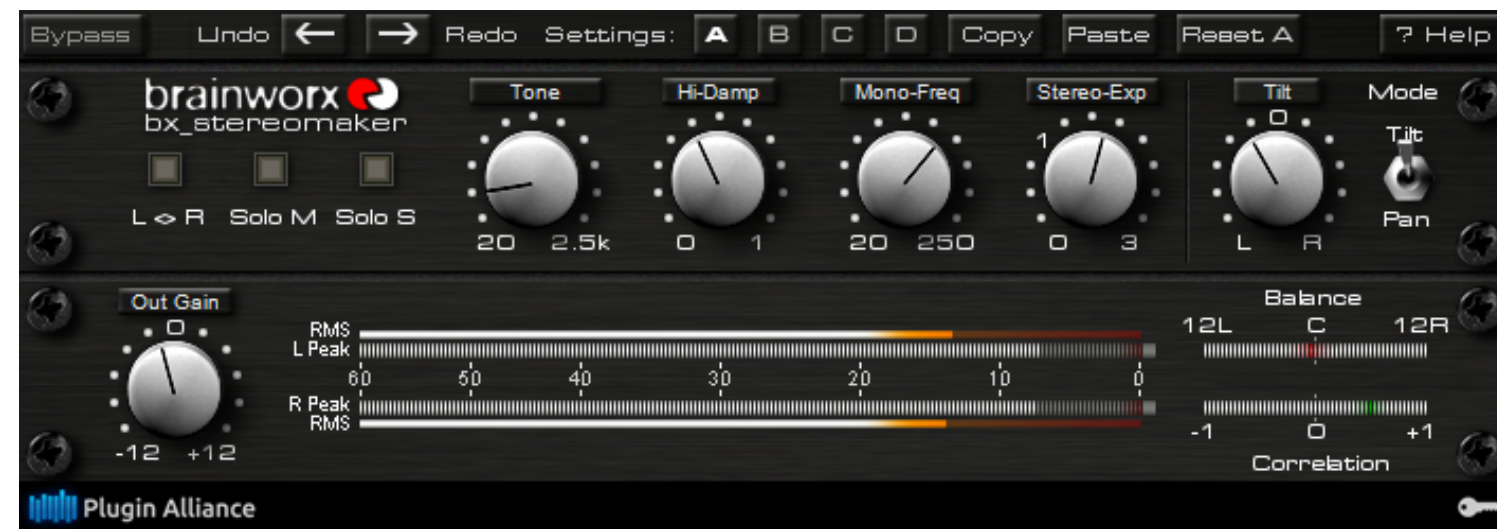 Bypass Undo ← → Redo Settings: A B C D Copy Paste Reset A ? Help
brainworx
bx_stereomaker
Tone Hi-Damp Mono-Freq Stereo-Exp Tilt Mode
1 0 Tilt
L <> R Solo M Solo S
Pan
20 2.5k 0 1 20 250 0 3 L R
Out Gain
0
-12 +12
RMS
L Peak
60 50 40 30 20 10 0
R Peak
RMS
Balance
12L C 12R
-1 0 +1
Correlation
Plugin Alliance